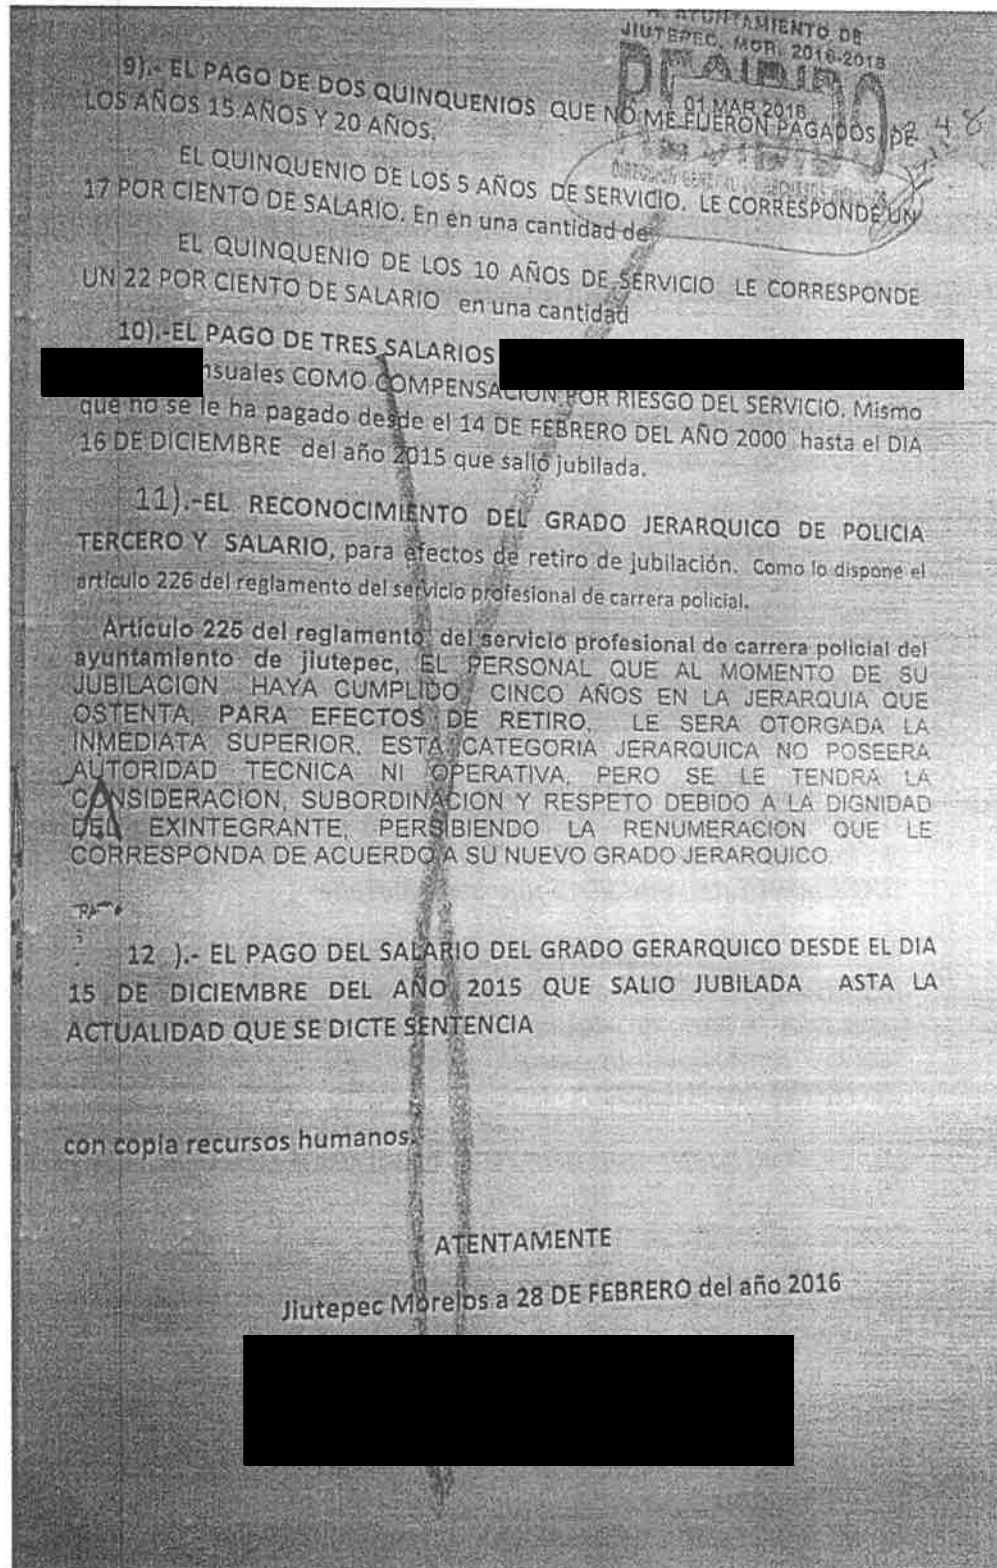 H. AYUNTAMIENTO DE
JIUTEPEC, MOR. 2016-2018
01 MAR 2018
9).- EL PAGO DE DOS QUINQUENIOS QUE NO ME FUERON PAGADOS DE
LOS AÑOS 15 AÑOS Y 20 AÑOS,
EL QUINQUENIO DE LOS 5 AÑOS DE SERVICIO. LE CORRESPONDE UN
17 POR CIENTO DE SALARIO. En en una cantidad de
EL QUINQUENIO DE LOS 10 AÑOS DE SERVICIO LE CORRESPONDE
UN 22 POR CIENTO DE SALARIO en una cantidad
10).-EL PAGO DE TRES SALARIOS
nsuales COMO COMPENSACION POR RIESGO DEL SERVICIO. Mismo
que no se le ha pagado desde el 14 DE FEBRERO DEL AÑO 2000 hasta el DIA
16 DE DICIEMBRE del año 2015 que salió jubilada.
11).-EL RECONOCIMIENTO DEL GRADO JERARQUICO DE POLICIA
TERCERO Y SALARIO, para efectos de retiro de jubilación. Como lo dispone el
artículo 226 del reglamento del servicio profesional de carrera policial.
Artículo 225 del reglamento del servicio profesional de carrera policial del
ayuntamiento de jiutepec, EL PERSONAL QUE AL MOMENTO DE SU
JUBILACION HAYA CUMPLIDO CINCO AÑOS EN LA JERARQUIA QUE
OSTENTA, PARA EFECTOS DE RETIRO, LE SERA OTORGADA LA
INMEDIATA SUPERIOR. ESTA CATEGORIA JERARQUICA NO POSEERA
AUTORIDAD TECNICA NI OPERATIVA, PERO SE LE TENDRA LA
CONSIDERACION, SUBORDINACION Y RESPETO DEBIDO A LA DIGNIDAD
DEL EXINTEGRANTE, PERSIBIENDO LA RENUMERACION QUE LE
CORRESPONDA DE ACUERDO A SU NUEVO GRADO JERARQUICO
12 ).- EL PAGO DEL SALARIO DEL GRADO GERARQUICO DESDE EL DIA
15 DE DICIEMBRE DEL AÑO 2015 QUE SALIO JUBILADA ASTA LA
ACTUALIDAD QUE SE DICTE SENTENCIA
con copia recursos humanos.
ATENTAMENTE
Jiutepec Morelos a 28 DE FEBRERO del año 2016